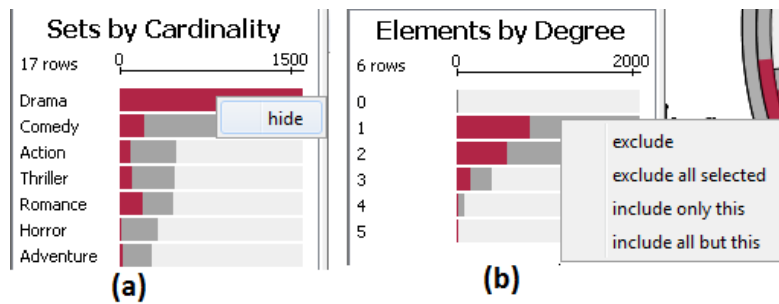 Sets by Cardinality
17 rows
0
1500
Drama
Comedy
Action
Thriller
Romance
Horror
Adventure
hide
(a)
Elements by Degree
6 rows
0
2000
0
1
2
3
4
5
exclude
exclude all selected
include only this
include all but this
(b)